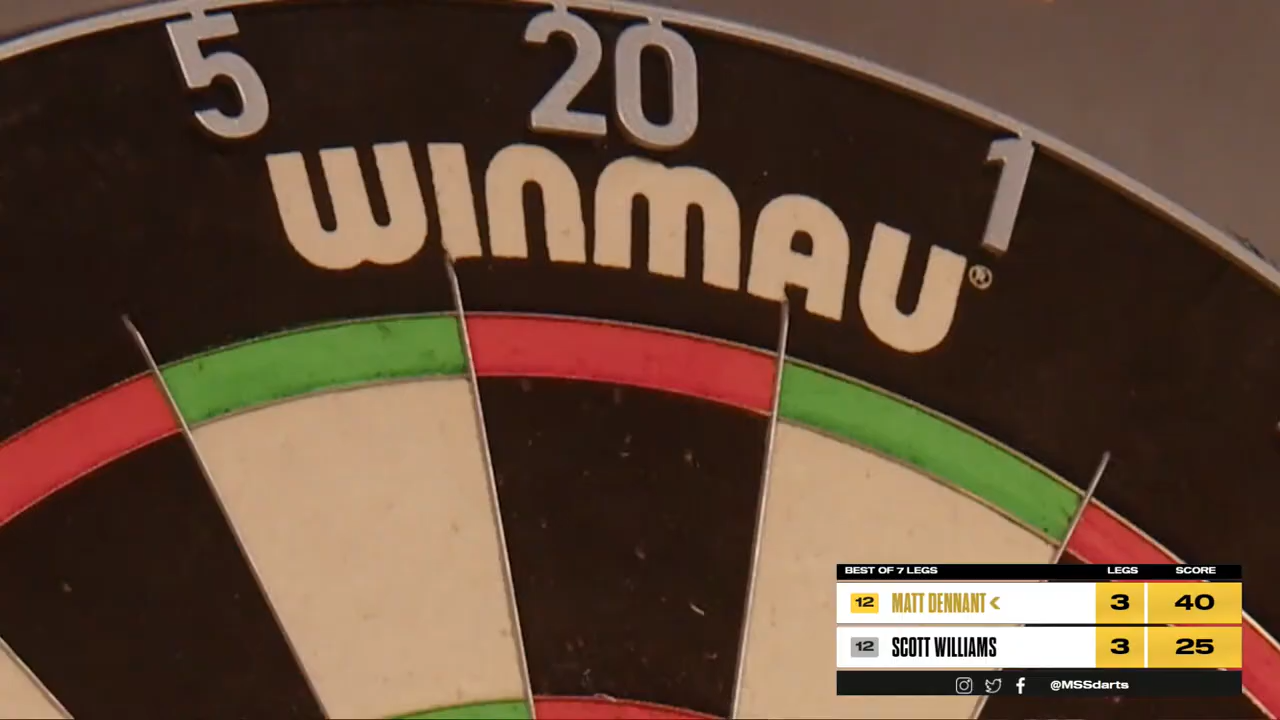 5 20 1
WINMAU®
BEST OF 7 LEGS LEGS SCORE
12 MATT DENNANT < 3 40
12 SCOTT WILLIAMS 3 25
@MSSdarts